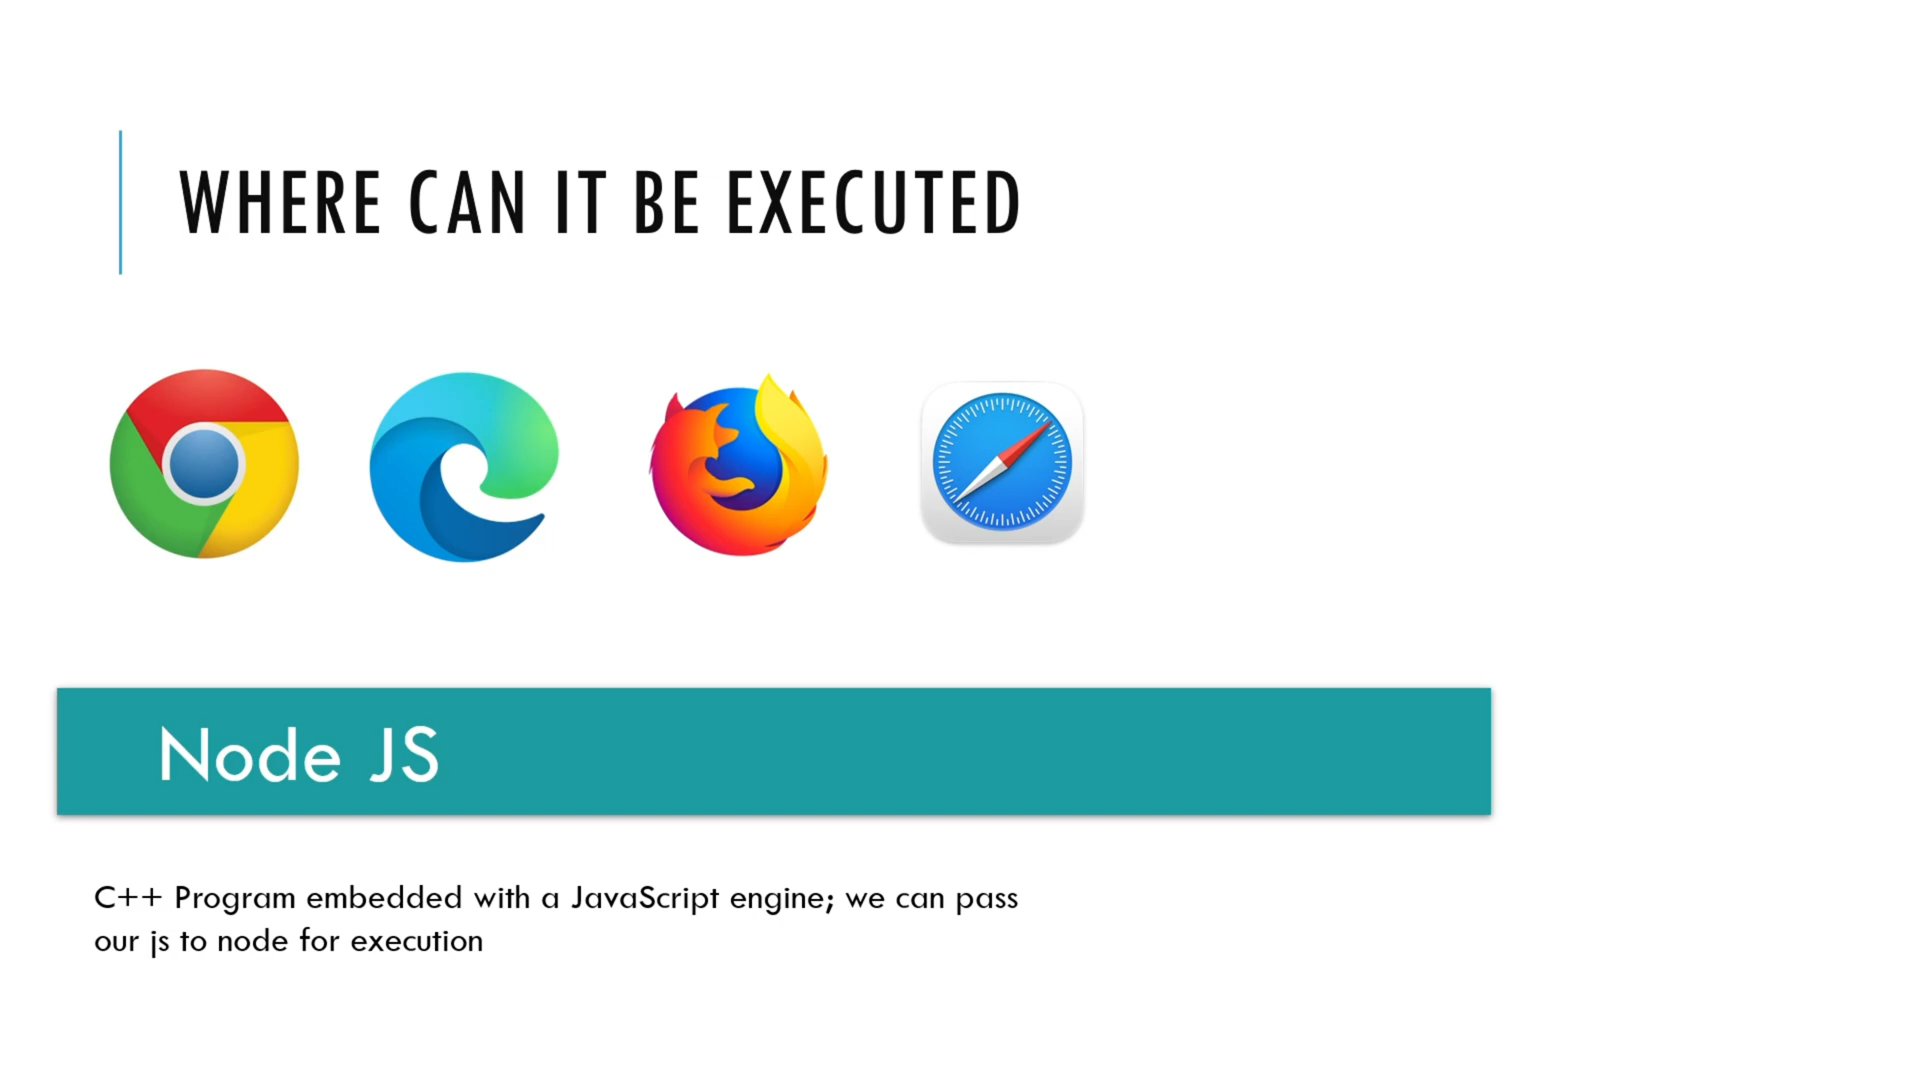 WHERE CAN IT BE EXECUTED
Node JS
C++ Program embedded with a JavaScript engine; we can pass
our js to node for execution